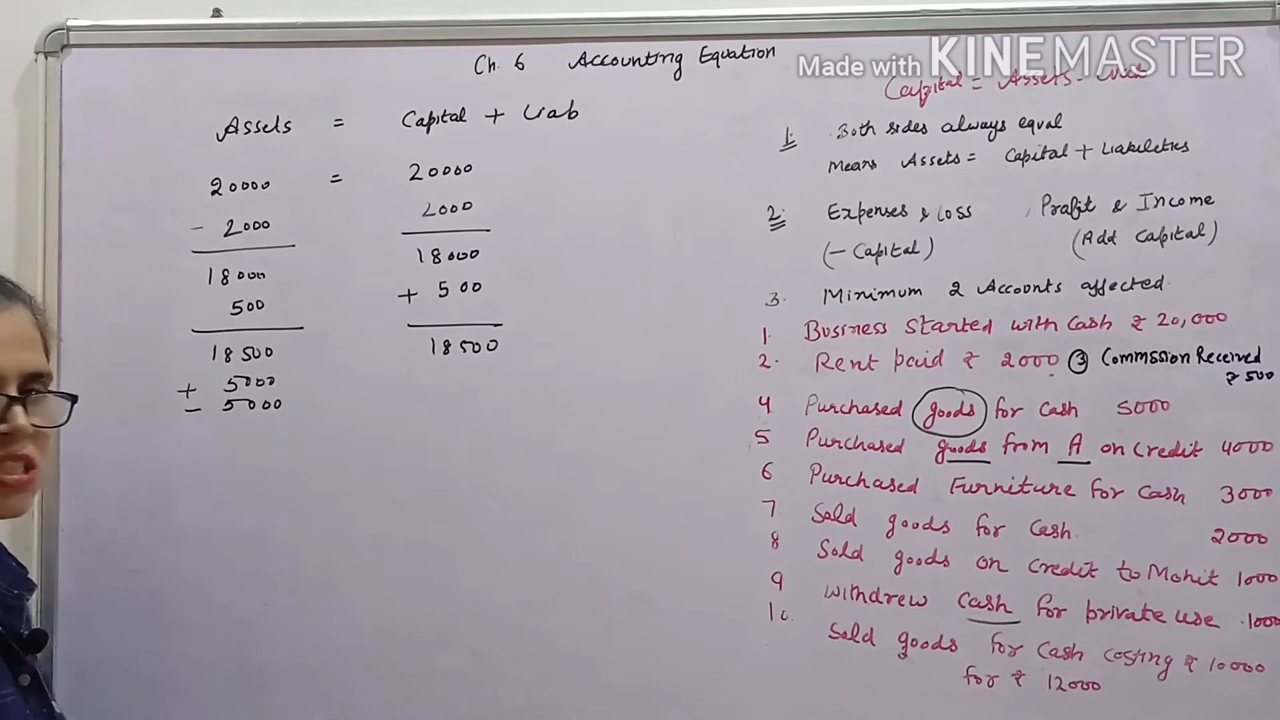 Ch. 6 Accounting Equation
Made with KINEMASTER
Capital = Assets -
Assets = Capital + Liab
20000 = 20000
- 2000 2000
18000 18000
500 + 500
18500 18500
+ 5000
- 5000
1. Both sides always equal
Means Assets = Capital + Liabilities
2. Expenses & Loss , Profit & Income
(- Capital) (Add Capital)
3. Minimum 2 Accounts affected.
1. Business Started with Cash ₹ 20,000
2. Rent paid ₹ 2000 ③ Commssion Received
₹ 500
4 Purchased goods for cash 5000
5 Purchased goods from A on credit 4000
6 Purchased Furniture for Cash 3000
7 Sold goods for Cash. 2000
8 Sold goods on credit to Mohit 1000
9 Withdrew Cash for private use 1000
10. Sold goods for Cash costing ₹ 10000
for ₹ 12000